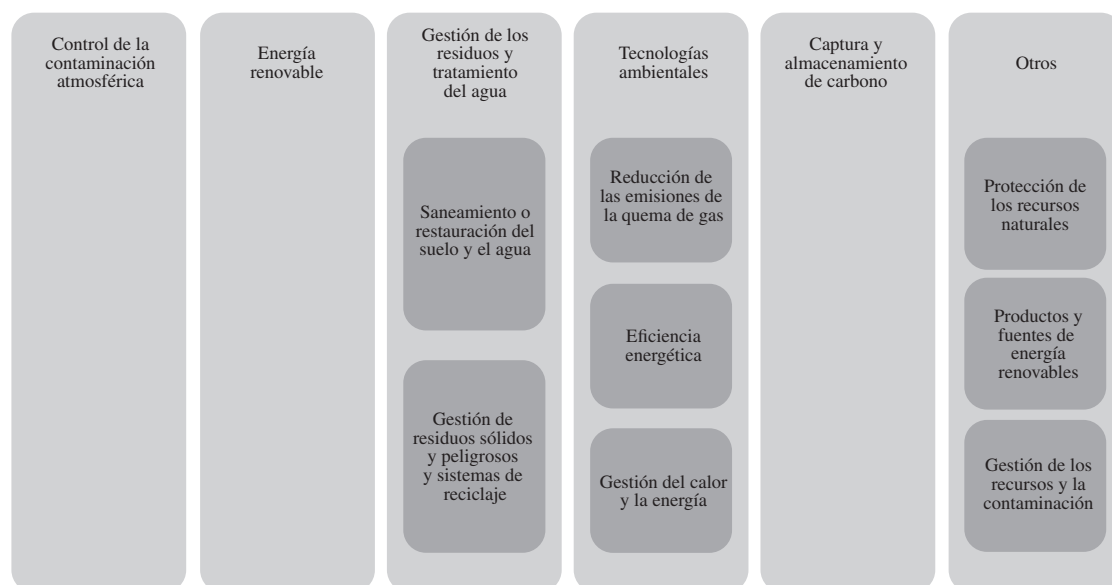 Control de la
contaminación
atmosférica
Energía
renovable
Gestión de los
residuos y
tratamiento
del agua
Saneamiento o
restauración del
suelo y el agua
Gestión de
residuos sólidos
y peligrosos
y sistemas de
reciclaje
Tecnologías
ambientales
Reducción de
las emisiones de
la quema de gas
Eficiencia
energética
Gestión del calor
y la energía
Captura y
almacenamiento
de carbono
Otros
Protección de
los recursos
naturales
Productos y
fuentes de
energía
renovables
Gestión de los
recursos y la
contaminación